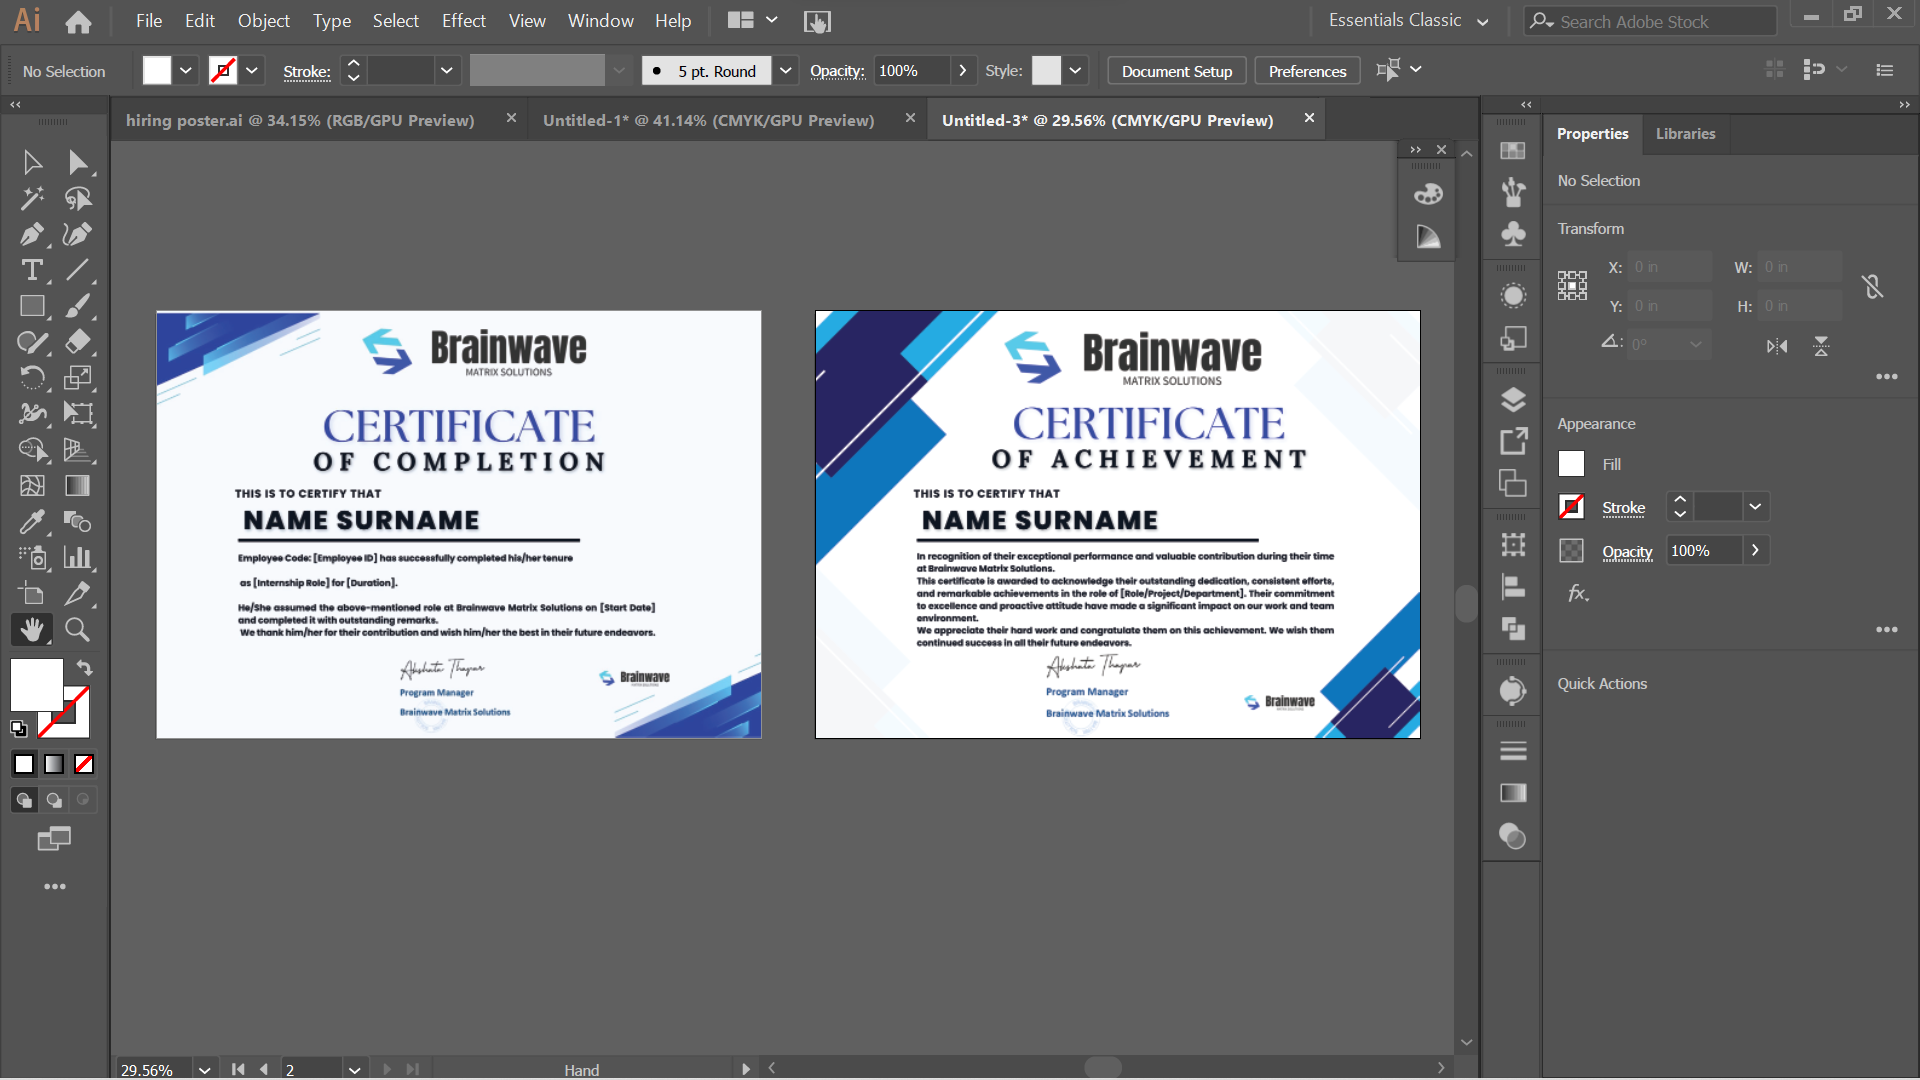 Ai File Edit Object Type Select Effect View Window Help Essentials Classic Search Adobe Stock
No Selection Stroke: 5 pt. Round Opacity: 100% Style: Document Setup Preferences
hiring poster.ai @ 34.15% (RGB/GPU Preview) Untitled-1* @ 41.14% (CMYK/GPU Preview) Untitled-3* @ 29.56% (CMYK/GPU Preview)
Brainwave
MATRIX SOLUTIONS
CERTIFICATE
OF COMPLETION
THIS IS TO CERTIFY THAT
NAME SURNAME
Employee Code: [Employee ID] has successfully completed his/her tenure
as [Internship Role] for [Duration].
He/She assumed the above-mentioned role at Brainwave Matrix Solutions on [Start Date]
and completed it with outstanding remarks.
We thank him/her for their contribution and wish him/her the best in their future endeavors.
Akshata Thapar
Program Manager
Brainwave Matrix Solutions
Brainwave
MATRIX SOLUTIONS
Brainwave
MATRIX SOLUTIONS
CERTIFICATE
OF ACHIEVEMENT
THIS IS TO CERTIFY THAT
NAME SURNAME
In recognition of their exceptional performance and valuable contribution during their time
at Brainwave Matrix Solutions.
This certificate is awarded to acknowledge their outstanding dedication, consistent efforts,
and remarkable achievements in the role of [Role/Project/Department]. Their commitment
to excellence and proactive attitude have made a significant impact on our work and team
environment.
We appreciate their hard work and congratulate them on this achievement. We wish them
continued success in all their future endeavors.
Akshata Thapar
Program Manager
Brainwave Matrix Solutions
Brainwave
MATRIX SOLUTIONS
Properties Libraries
No Selection
Transform
X: 0 in W: 0 in
Y: 0 in H: 0 in
0°
Appearance
Fill
Stroke
Opacity 100%
fx.
Quick Actions
29.56% 2 Hand